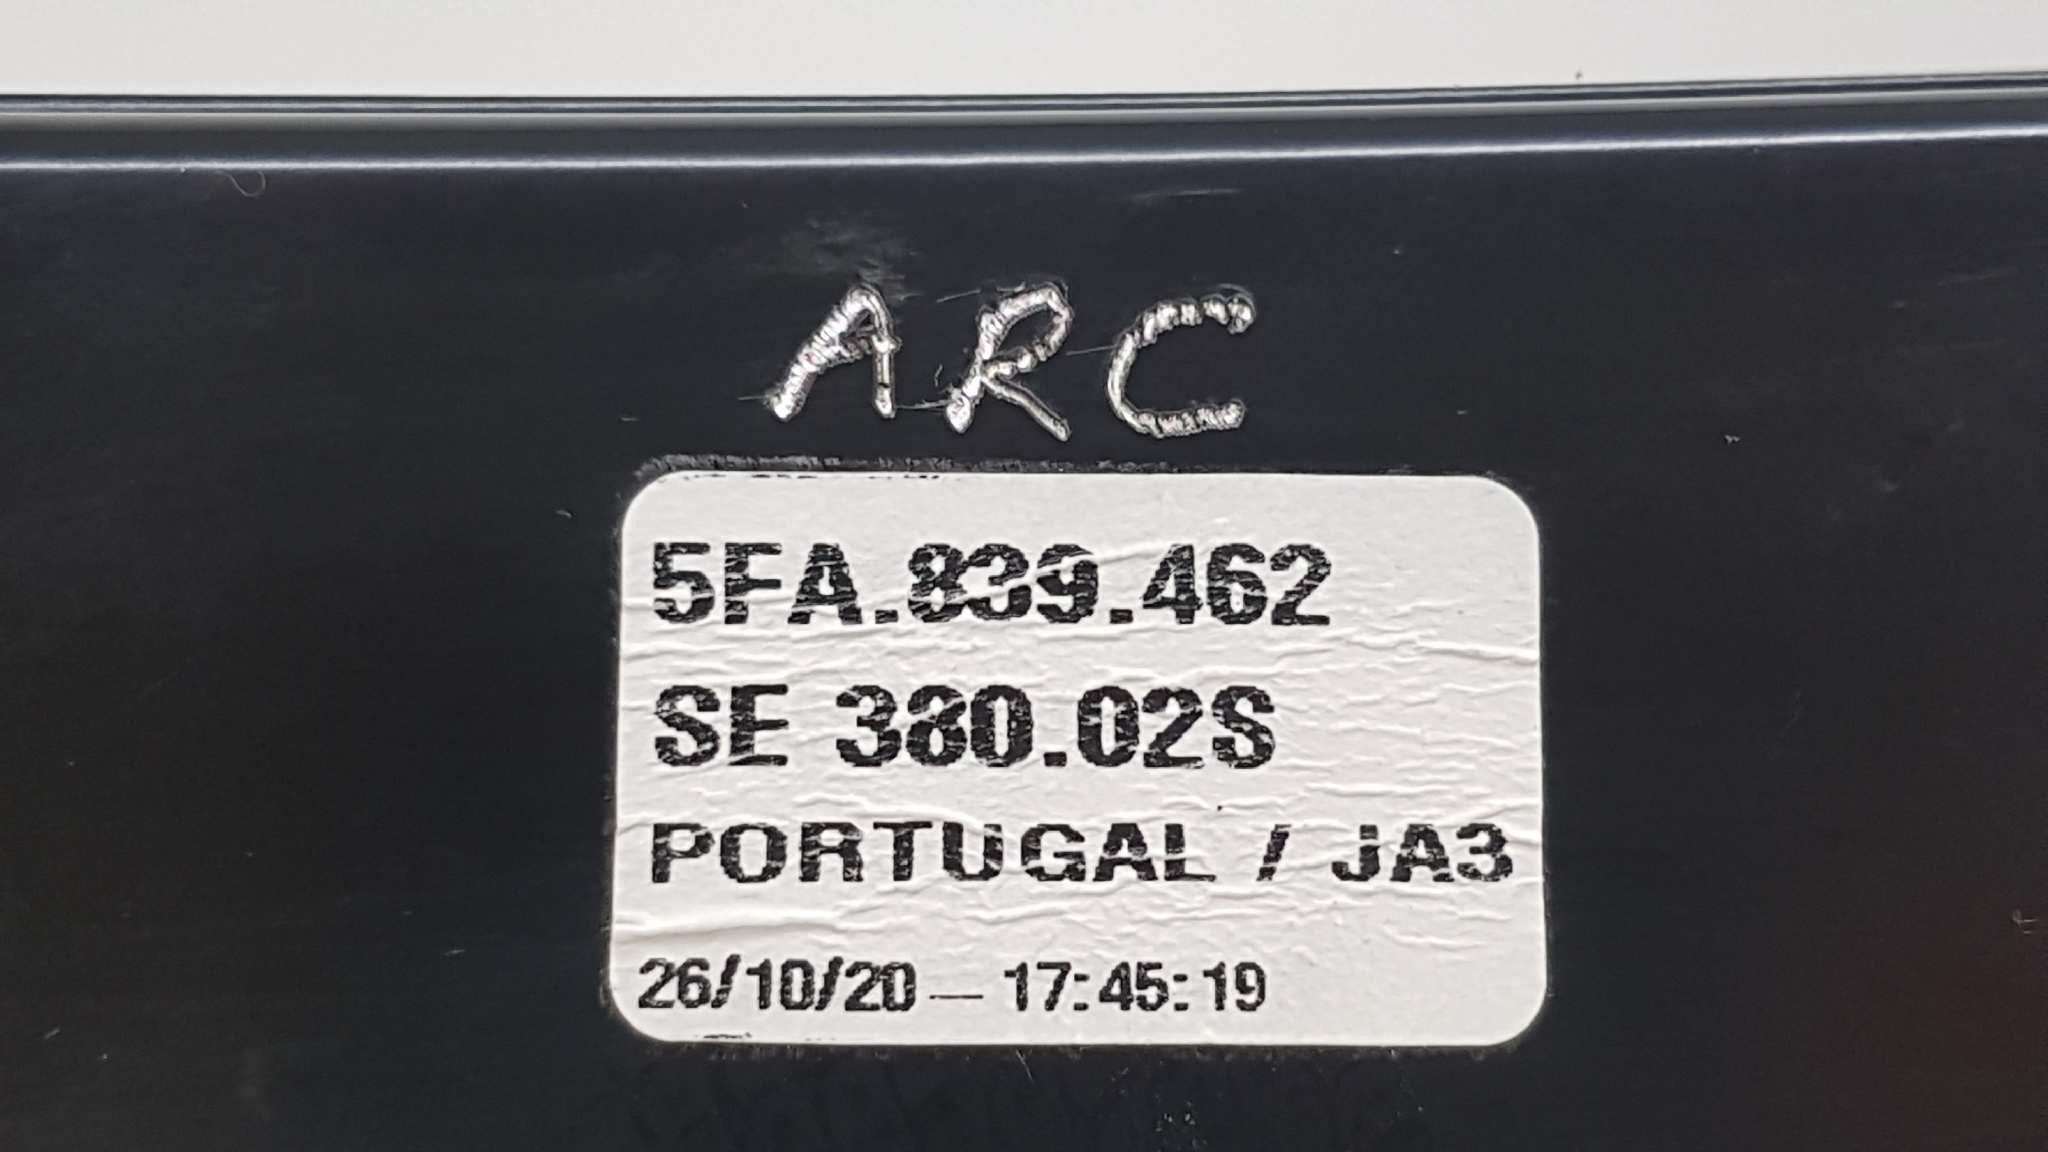 ARC
5FA.839.462
SE 380.02S
PORTUGAL / JA3
26/10/20 — 17:45:19